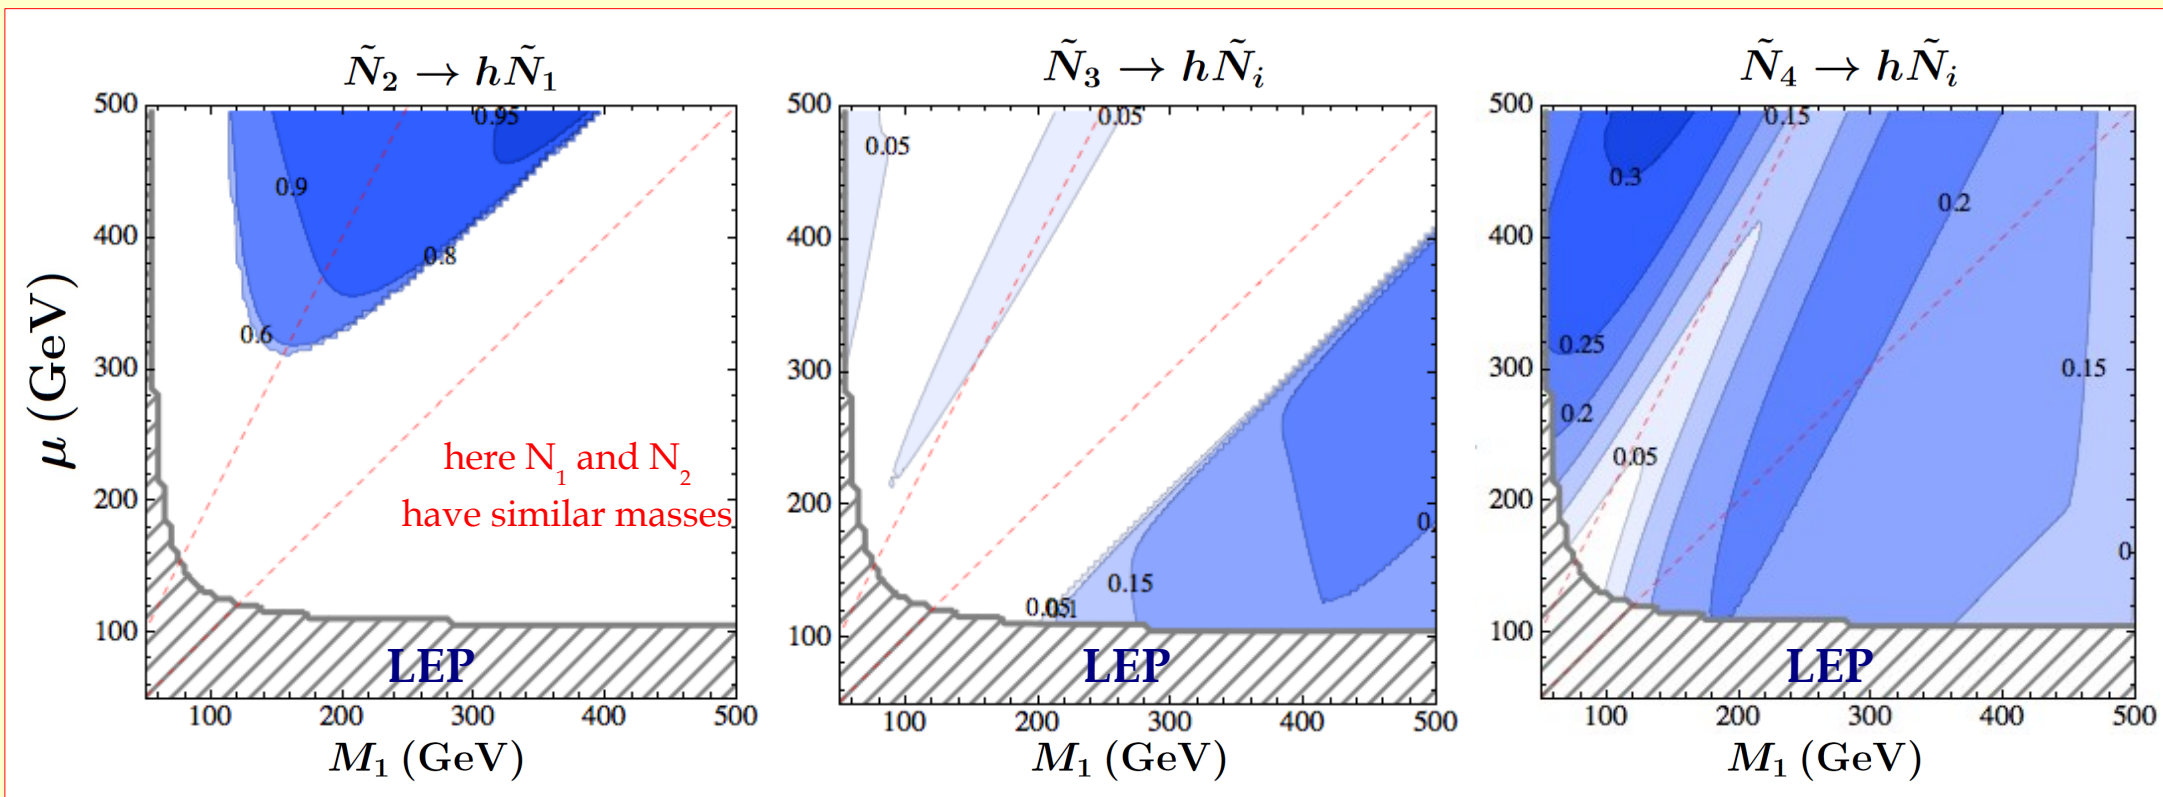 Ñ₂ → hÑ₁
500
400
300
200
100
0.95
0.9
0.8
0.6
here N₁ and N₂
have similar masses
LEP
100 200 300 400 500
M₁ (GeV)
μ (GeV)
Ñ₃ → hÑᵢ
500
400
300
200
100
0.05
0.05
0.15
0.05
LEP
100 200 300 400 500
M₁ (GeV)
Ñ₄ → hÑᵢ
500
400
300
200
100
0.15
0.3
0.2
0.25
0.15
0.2
0.05
LEP
100 200 300 400 500
M₁ (GeV)